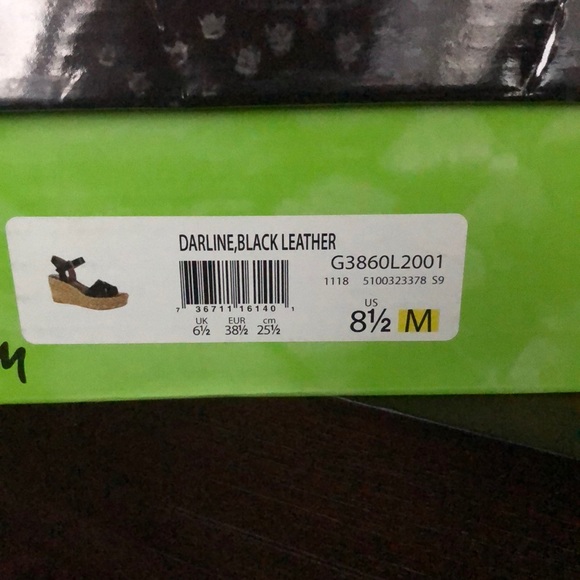 DARLINE,BLACK LEATHER
G3860L2001
1118 5100323378 S9
7 36711 16140 1
UK EUR cm
6½ 38½ 25½
US
8½ M